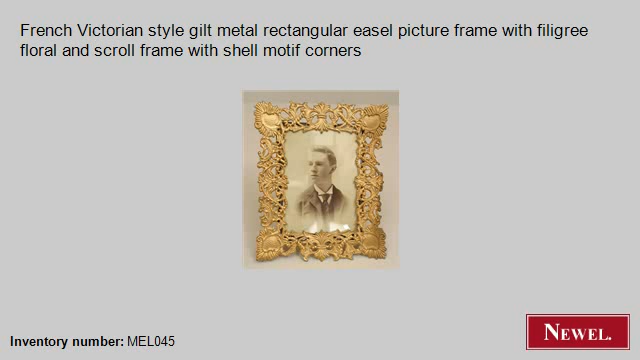 French Victorian style gilt metal rectangular easel picture frame with filigree
floral and scroll frame with shell motif corners
Inventory number: MEL045
NEWEL.